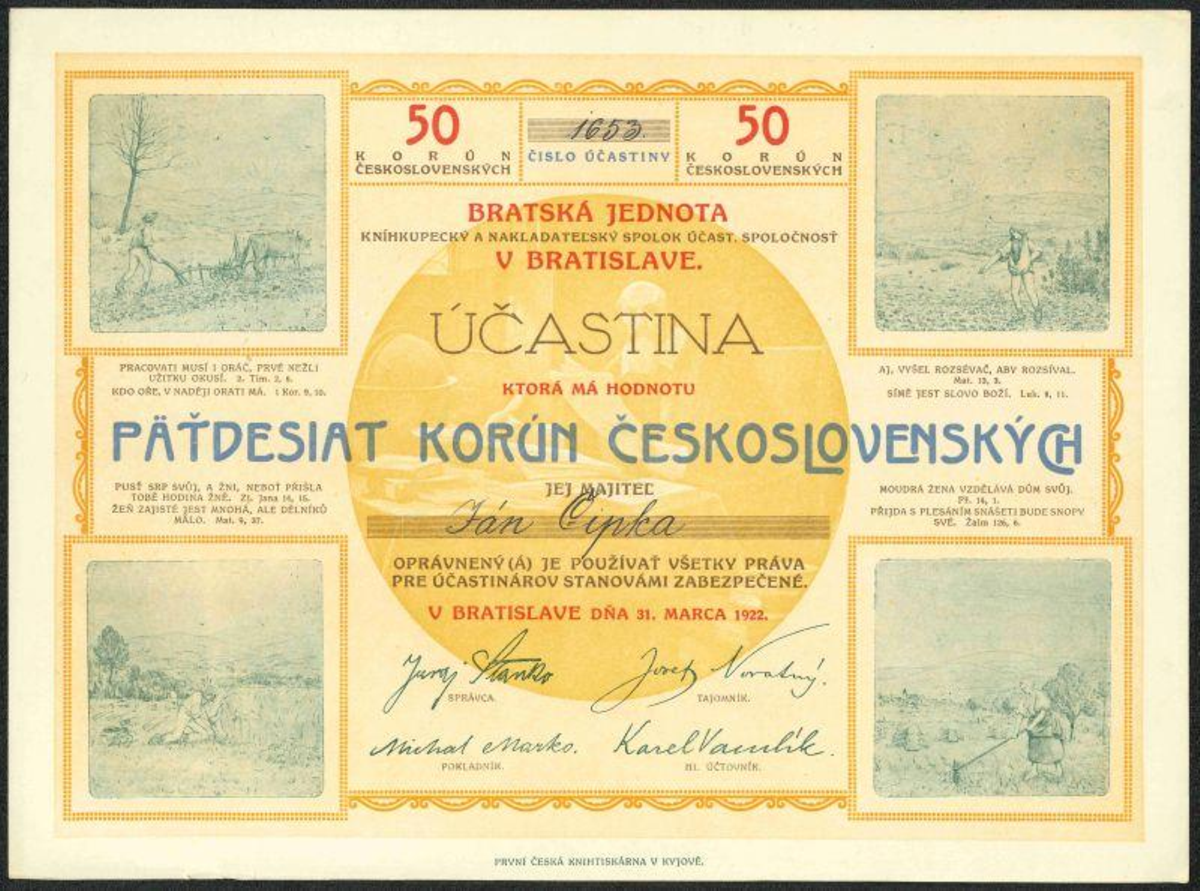 50
KORÚN
ČESKOSLOVENSKÝCH
1653.
ČISLO ÚČASTINY
50
KORÚN
ČESKOSLOVENSKÝCH
BRATSKÁ JEDNOTA
KNÍHKUPECKÝ A NAKLADATEĽSKÝ SPOLOK ÚČAST. SPOLOČNOSŤ
V BRATISLAVE.
ÚČASTINA
KTORÁ MÁ HODNOTU
PRACOVATI MUSÍ I ORÁČ, PRVÉ NEŽLI
UŽITKU OKUSÍ. 2. Tim. 2, 6.
KDO OŘE, V NADĚJI ORATI MÁ. 1 Kor. 9, 10.
AJ, VYŠEL ROZSÉVAČ, ABY ROZSÍVAL.
Mat. 13, 3.
SÍMĚ JEST SLOVO BOŽÍ. Luk. 8, 11.
PÄŤDESIAT KORÚN ČESKOSLOVENSKÝCH
PUSŤ SRP SVŮJ, A ŽNI, NEBOŤ PŘIŠLA
TOBĚ HODINA ŽNĚ. Zj. Jana 14, 15.
ŽEŇ ZAJISTÉ JEST MNOHÁ, ALE DĚLNÍKŮ
MÁLO. Mat. 9, 37.
MOUDRÁ ŽENA VZDĚLÁVÁ DŮM SVŮJ.
Př. 14, 1.
PŘIJDA S PLESÁNÍM SNÁŠETI BUDE SNOPY
SVÉ. Žalm 126, 6.
JEJ MAJITEĽ
Ján Čipka
OPRÁVNENÝ (Á) JE POUŽÍVAŤ VŠETKY PRÁVA
PRE ÚČASTINÁROV STANOVÁMI ZABEZPEČENÉ.
V BRATISLAVE DŇA 31. MARCA 1922.
Juraj Stanko
SPRÁVCA.
Josef Novotný.
TAJOMNÍK.
Michal Marko.
POKLADNÍK.
Karel Vaculík.
HL. ÚČTOVNÍK.
PRVNÍ ČESKÁ KNIHTISKÁRNA V KYJOVĚ.